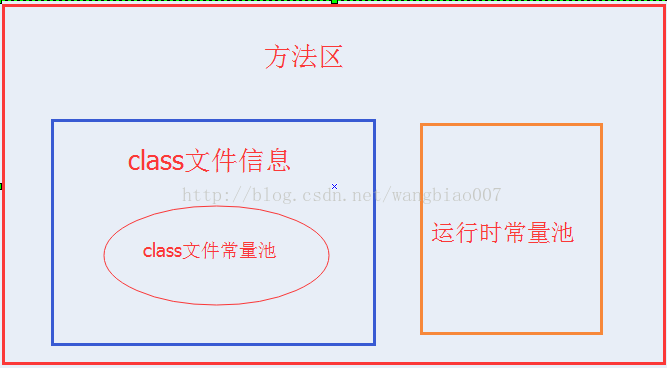 方法区
class文件信息
http://blog.csdn.net/wangbiao007
class文件常量池
运行时常量池